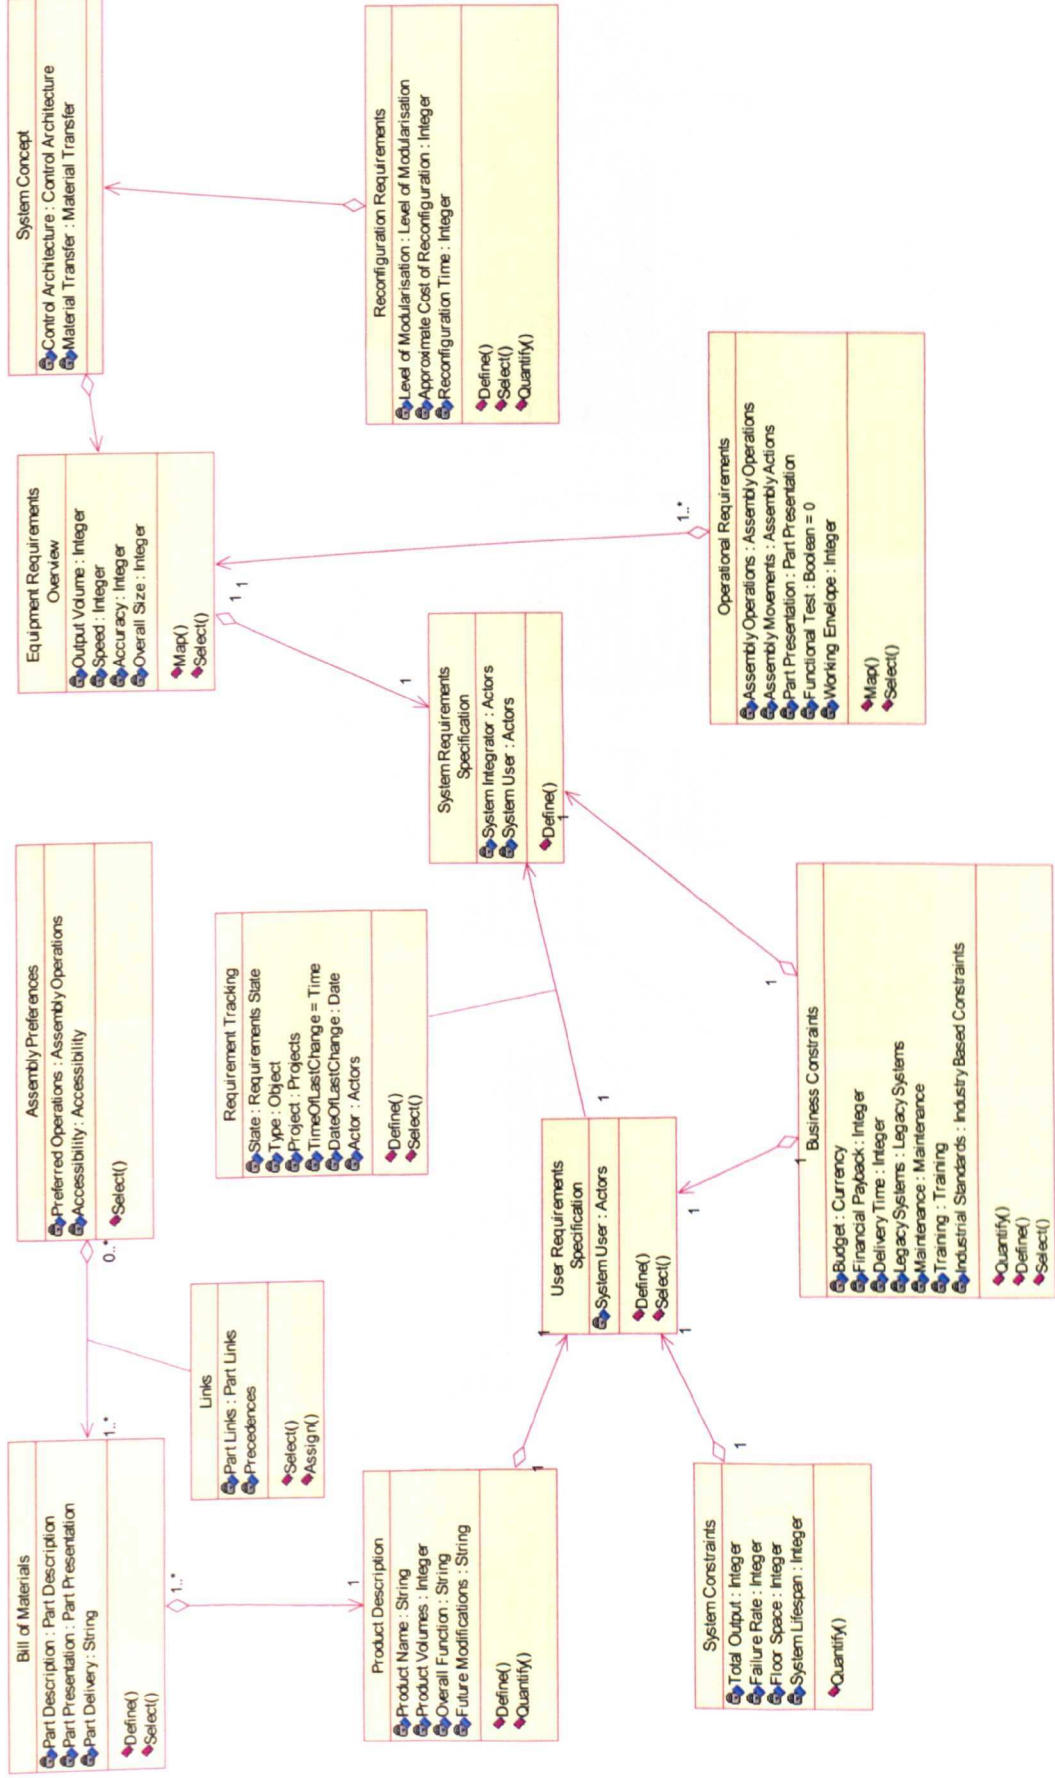 Bill of Materials
Part Description : Part Description
Part Presentation : Part Presentation
Part Delivery : String
Define()
Select()
1..*
1
1..*
Links
Part Links : Part Links
Precedences
Select()
Assign()
Assembly Preferences
Preferred Operations : Assembly Operations
Accessibility : Accessibility
Select()
0..*
Equipment Requirements
Overview
Output Volume : Integer
Speed : Integer
Accuracy : Integer
Overall Size : Integer
Map()
Select()
1
1
System Concept
Control Architecture : Control Architecture
Material Transfer : Material Transfer
Requirement Tracking
State : Requirements State
Type : Object
Project : Projects
TimeOfLastChange = Time
DateOfLastChange : Date
Actor : Actors
Define()
Select()
Product Description
Product Name : String
Product Volumes : Integer
Overall Function : String
Future Modifications : String
Define()
Quantify()
1
System Requirements
Specification
System Integrator : Actors
System User : Actors
Define()
1
1
Reconfiguration Requirements
Level of Modularisation : Level of Modularisation
Approximate Cost of Reconfiguration : Integer
Reconfiguration Time : Integer
Define()
Select()
Quantify()
User Requirements
Specification
System User : Actors
Define()
Select()
1
1
1
1
System Constraints
Total Output : Integer
Failure Rate : Integer
Floor Space : Integer
System Lifespan : Integer
Quantify()
1
Operational Requirements
Assembly Operations : Assembly Operations
Assembly Movements : Assembly Actions
Part Presentation : Part Presentation
Functional Test : Boolean = 0
Working Envelope : Integer
Map()
Select()
1..*
Business Constraints
Budget : Currency
Financial Payback : Integer
Delivery Time : Integer
Legacy Systems : Legacy Systems
Maintenance : Maintenance
Training : Training
Industrial Standards : Industry Based Constraints
Quantify()
Define()
Select()
1
1